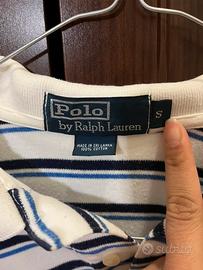 Polo
by Ralph Lauren
S
MADE IN SRI LANKA
100% COTTON
subito